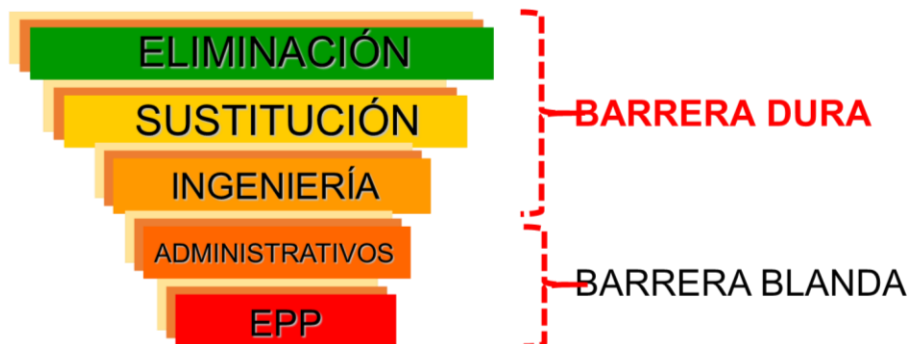 ELIMINACIÓN
SUSTITUCIÓN
BARRERA DURA
INGENIERÍA
ADMINISTRATIVOS
BARRERA BLANDA
EPP